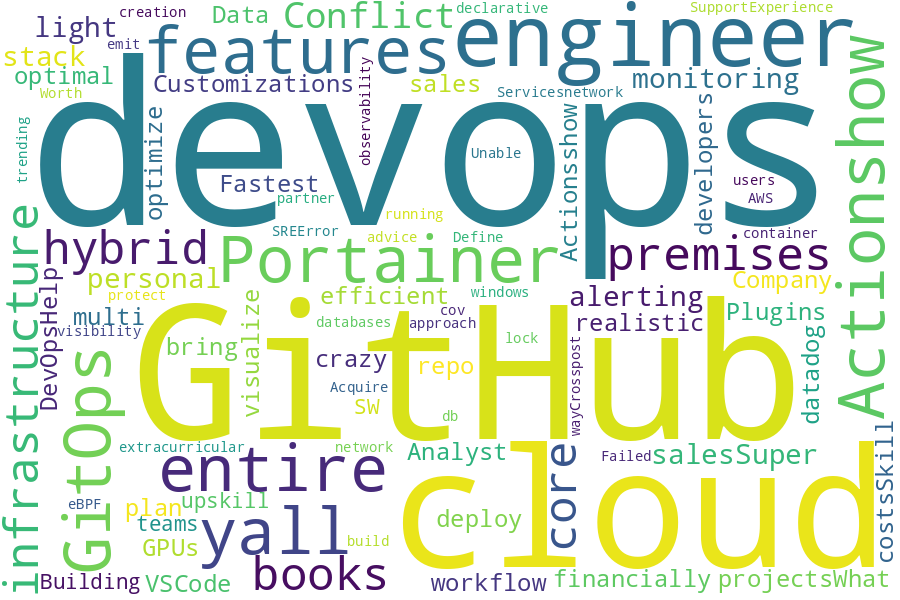 creation
Data
Conflict
declarative
SupportExperience
light
emit
features
engineer
stack
optimal
Customizations
sales
monitoring
Worth
Servicesnetwork
devops
observability
trending
optimize
Unable
Actionsshow
developers
Actionshow
Fastest
partner
users
AWS
running
SREError
advice
Define
container
hybrid
Portainer
premises
personal
Company
protect
efficient
windows
alerting
infrastructure
DevOpsHelp
multi
visibility
visualize
databases
cov
approach
realistic
Plugins
GitHub
bring
crazy
lock
wayCrosspost
datadog
repo
Acquire
SW
db
GitOps
extracurricular
network
Analyst
entire
core
Failed
salesSuper
cloud
costsSkill
eBPF
plan
upskill
teams
yall
deploy
GPUs
build
Building
VSCode
books
workflow
financially
projectsWhat